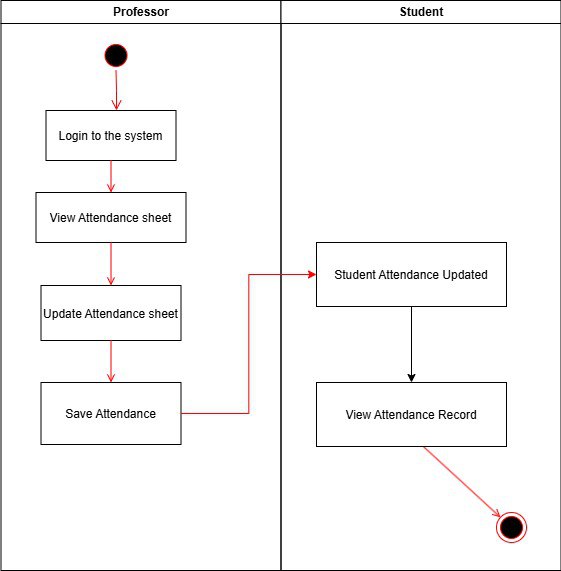 Professor
Student
Login to the system
View Attendance sheet
Update Attendance sheet
Save Attendance
Student Attendance Updated
View Attendance Record